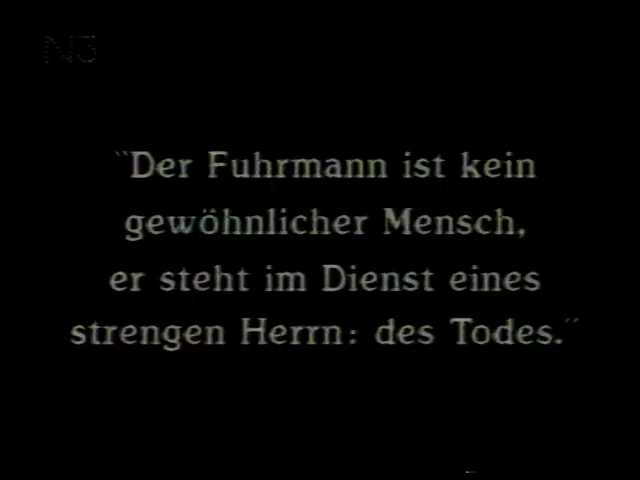 N3
"Der Fuhrmann ist kein
gewöhnlicher Mensch,
er steht im Dienst eines
strengen Herrn: des Todes."